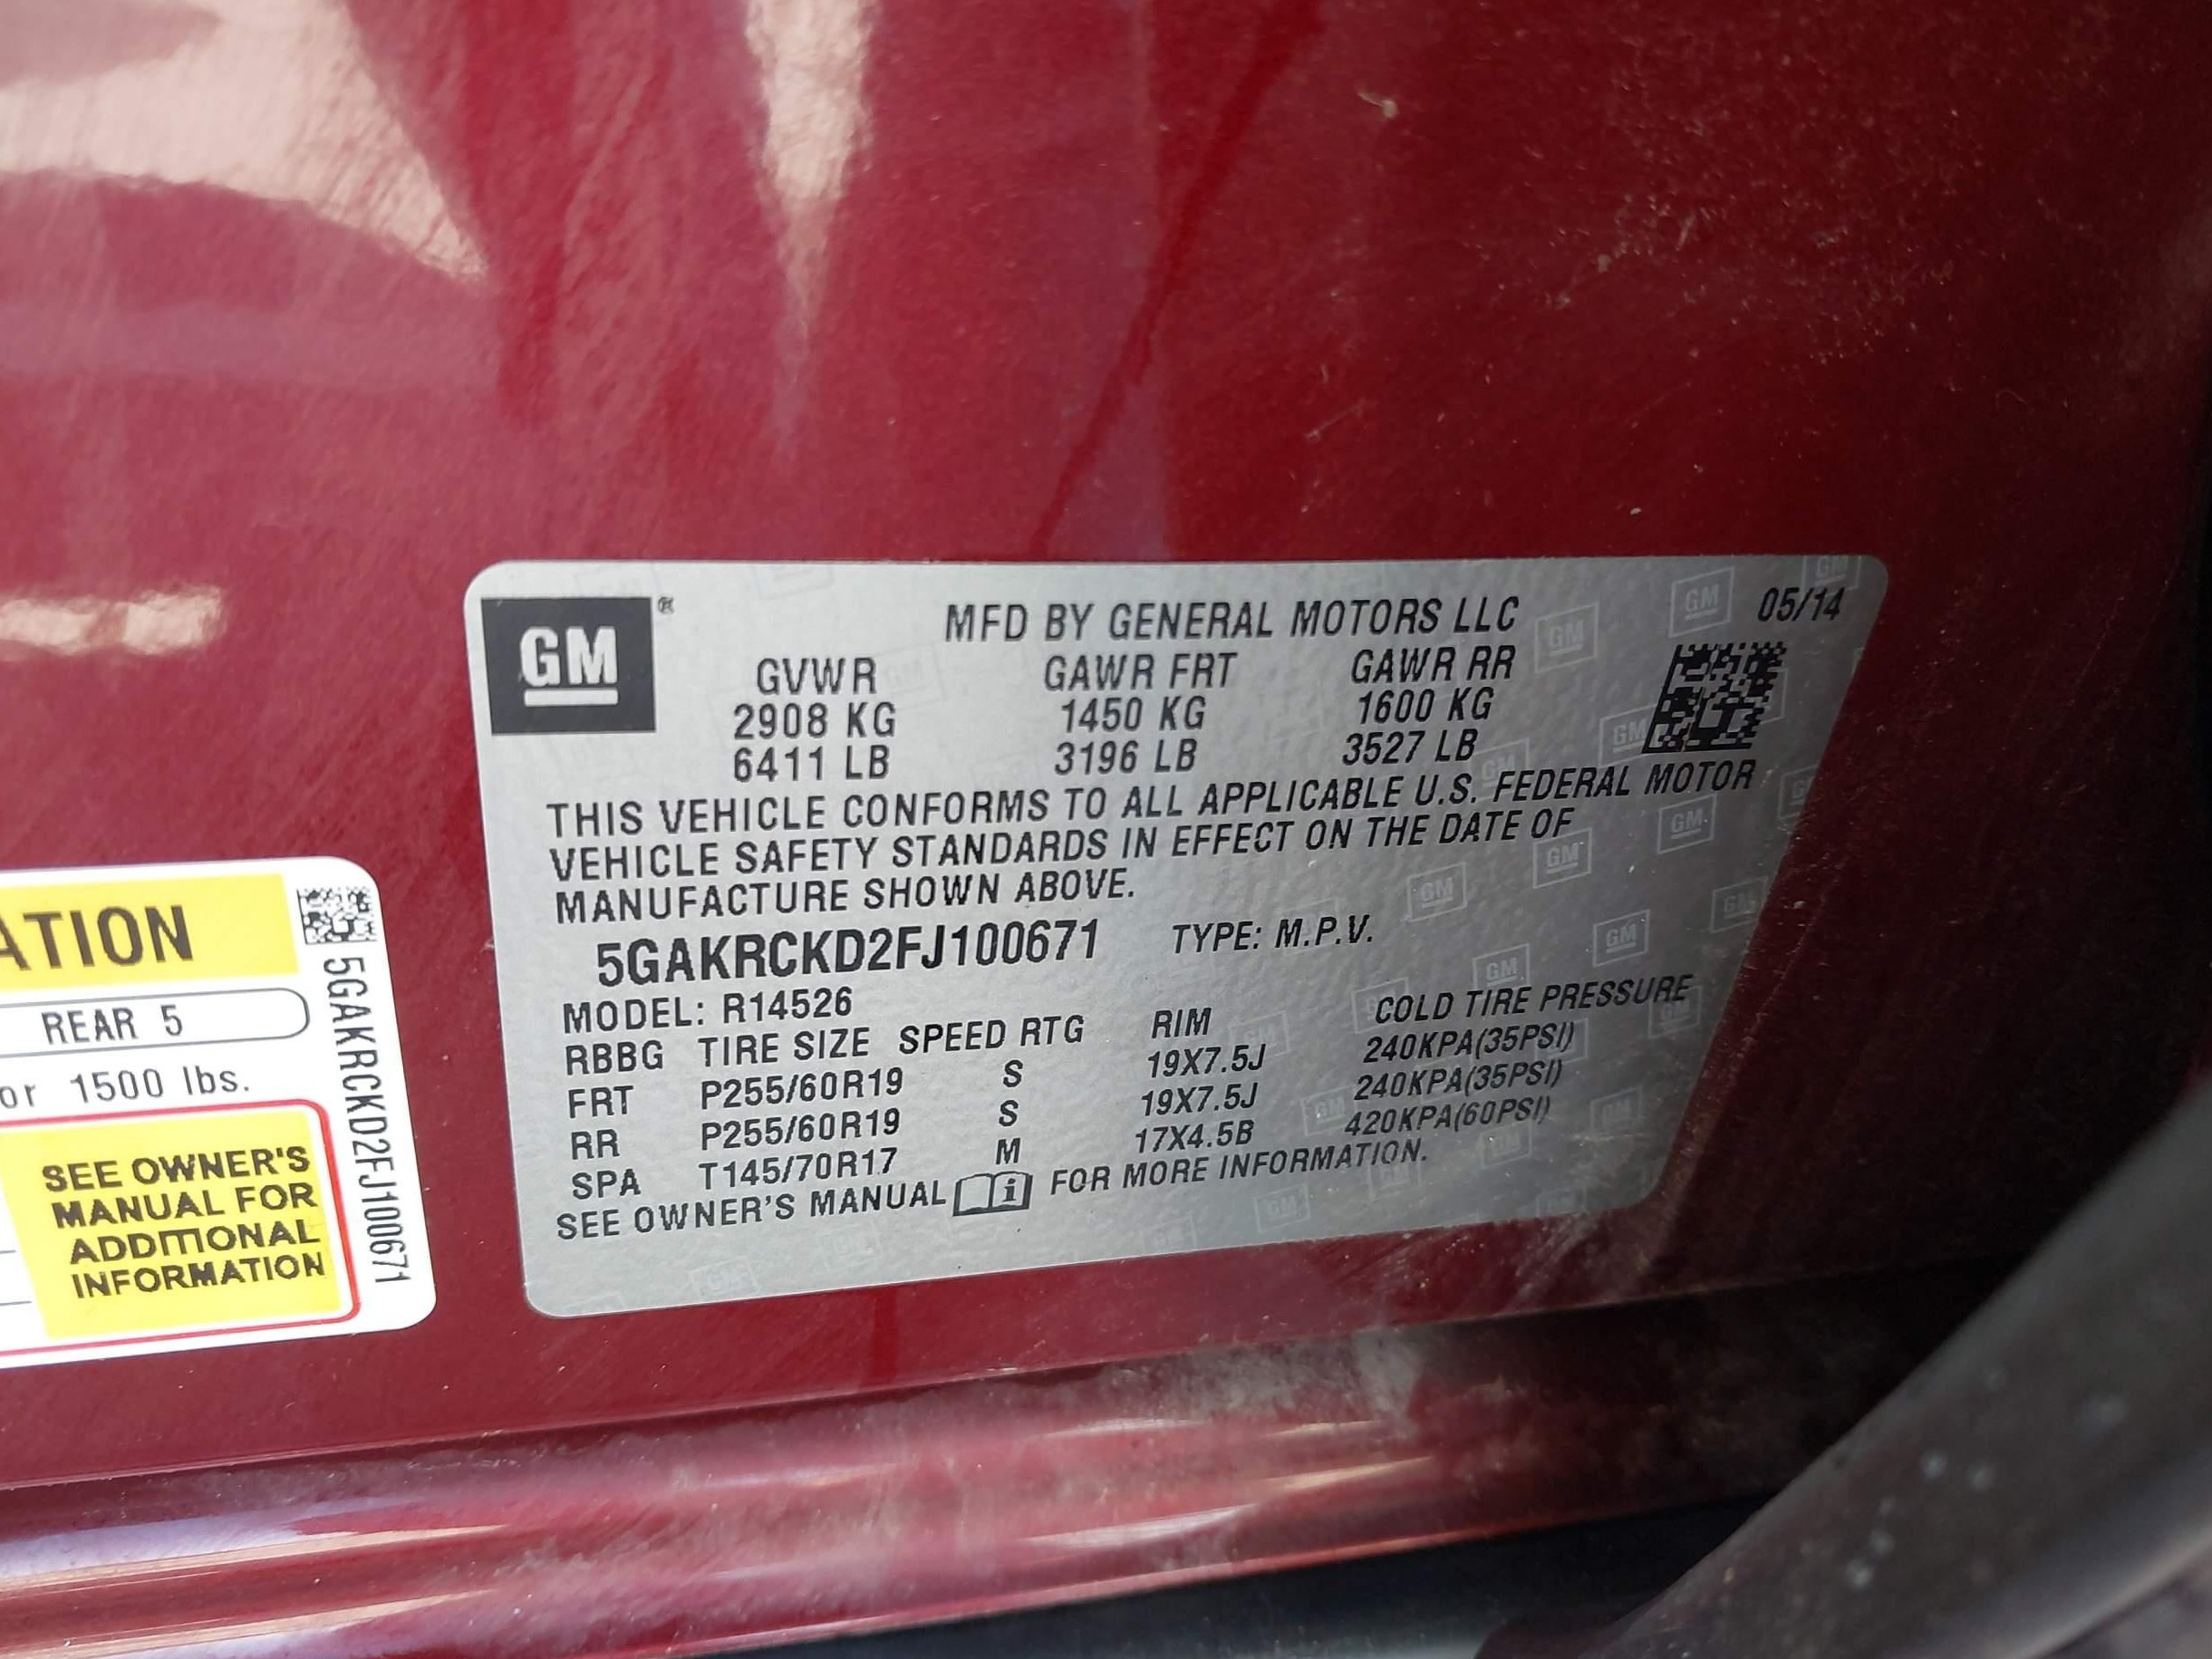 GM ®
MFD BY GENERAL MOTORS LLC 05/14
GVWR GAWR FRT GAWR RR
2908 KG 1450 KG 1600 KG
6411 LB 3196 LB 3527 LB
THIS VEHICLE CONFORMS TO ALL APPLICABLE U.S. FEDERAL MOTOR
VEHICLE SAFETY STANDARDS IN EFFECT ON THE DATE OF
MANUFACTURE SHOWN ABOVE.
5GAKRCKD2FJ100671 TYPE: M.P.V.
MODEL: R14526
RBBG TIRE SIZE SPEED RTG RIM COLD TIRE PRESSURE
FRT P255/60R19 S 19X7.5J 240KPA(35PSI)
RR P255/60R19 S 19X7.5J 240KPA(35PSI)
SPA T145/70R17 M 17X4.5B 420KPA(60PSI)
SEE OWNER'S MANUAL i FOR MORE INFORMATION.
ATION
REAR 5
or 1500 lbs.
SEE OWNER'S
MANUAL FOR
ADDITIONAL
INFORMATION
5GAKRCKD2FJ100671